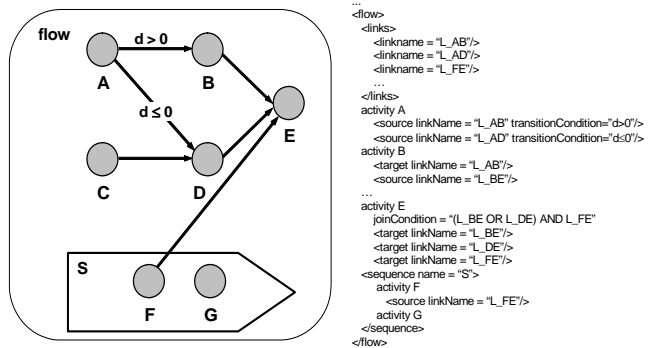 flow
d > 0
A
B
d ≤ 0
E
C
D
S
F
G
...
<flow>
<links>
<linkname = “L_AB”/>
<linkname = “L_AD”/>
<linkname = “L_FE”/>
…
</links>
activity A
<source linkName = “L_AB” transitionCondition=”d>0”/>
<source linkName = “L_AD” transitionCondition=”d≤0”/>
activity B
<target linkName = “L_AB”/>
<source linkName = “L_BE”/>
…
activity E
joinCondition = “(L_BE OR L_DE) AND L_FE”
<target linkName = “L_BE”/>
<target linkName = “L_DE”/>
<target linkName = “L_FE”/>
<sequence name = “S”>
activity F
<source linkName = “L_FE”/>
activity G
</sequence>
</flow>